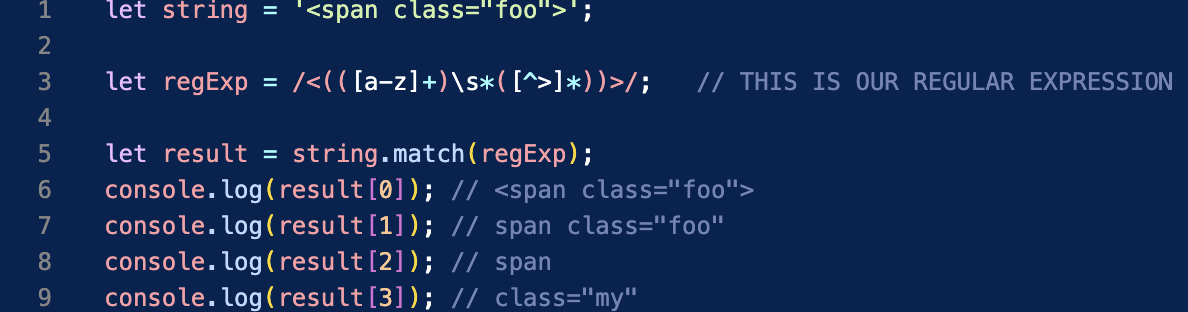 1 let string = '<span class="foo">';
2
3 let regExp = /<(([a-z]+)\s*([^>]*))>/; // THIS IS OUR REGULAR EXPRESSION
4
5 let result = string.match(regExp);
6 console.log(result[0]); // <span class="foo">
7 console.log(result[1]); // span class="foo"
8 console.log(result[2]); // span
9 console.log(result[3]); // class="my"